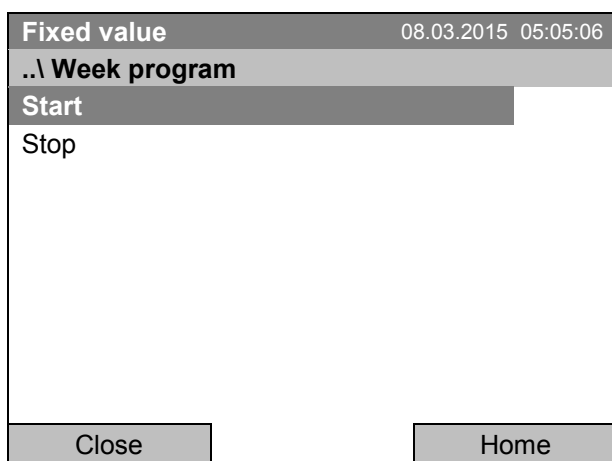 Fixed value 08.03.2015 05:05:06
..\ Week program
Start
Stop
Close Home